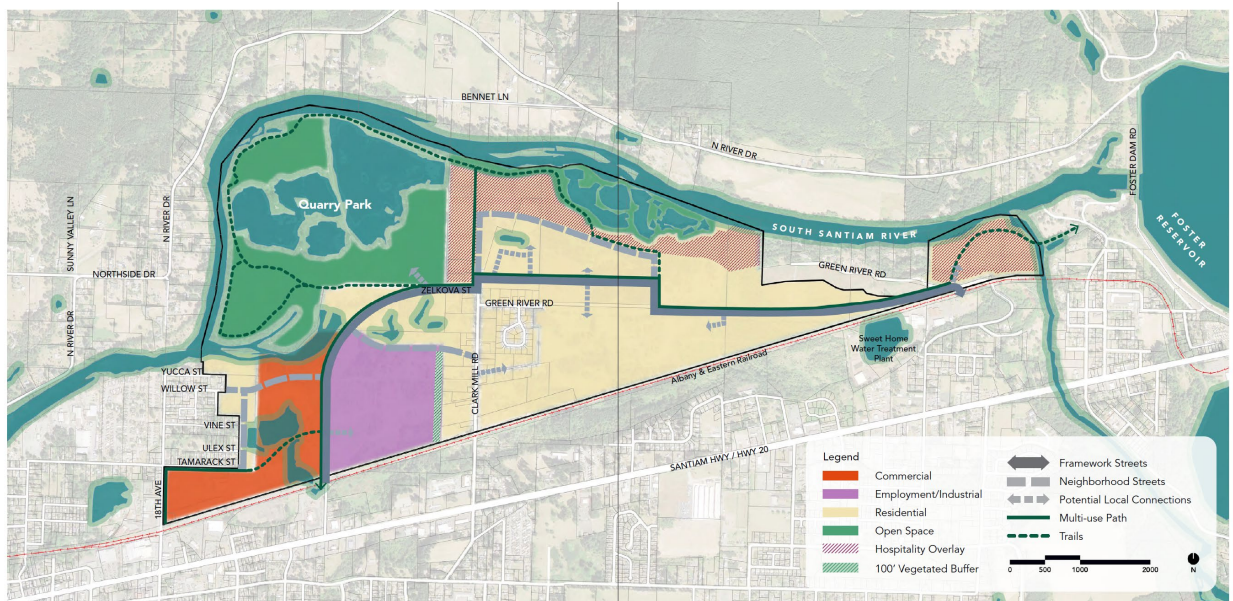 BENNET LN
N RIVER DR
FOSTER DAM RD
SUNNY VALLEY LN
N RIVER DR
Quarry Park
FOSTER
RESERVOIR
SOUTH SANTIAM RIVER
NORTHSIDE DR
GREEN RIVER RD
ZELKOVA ST
GREEN RIVER RD
N RIVER DR
Sweet Home
Water Treatment
Plant
Albany & Eastern Railroad
YUCCA ST
WILLOW ST
CLARK MILL RD
VINE ST
ULEX ST
TAMARACK ST
18TH AVE
SANTIAM HWY / HWY 20
Legend
Commercial
Employment/Industrial
Residential
Open Space
Hospitality Overlay
100' Vegetated Buffer
Framework Streets
Neighborhood Streets
Potential Local Connections
Multi-use Path
Trails
0 500 1000 2000
N